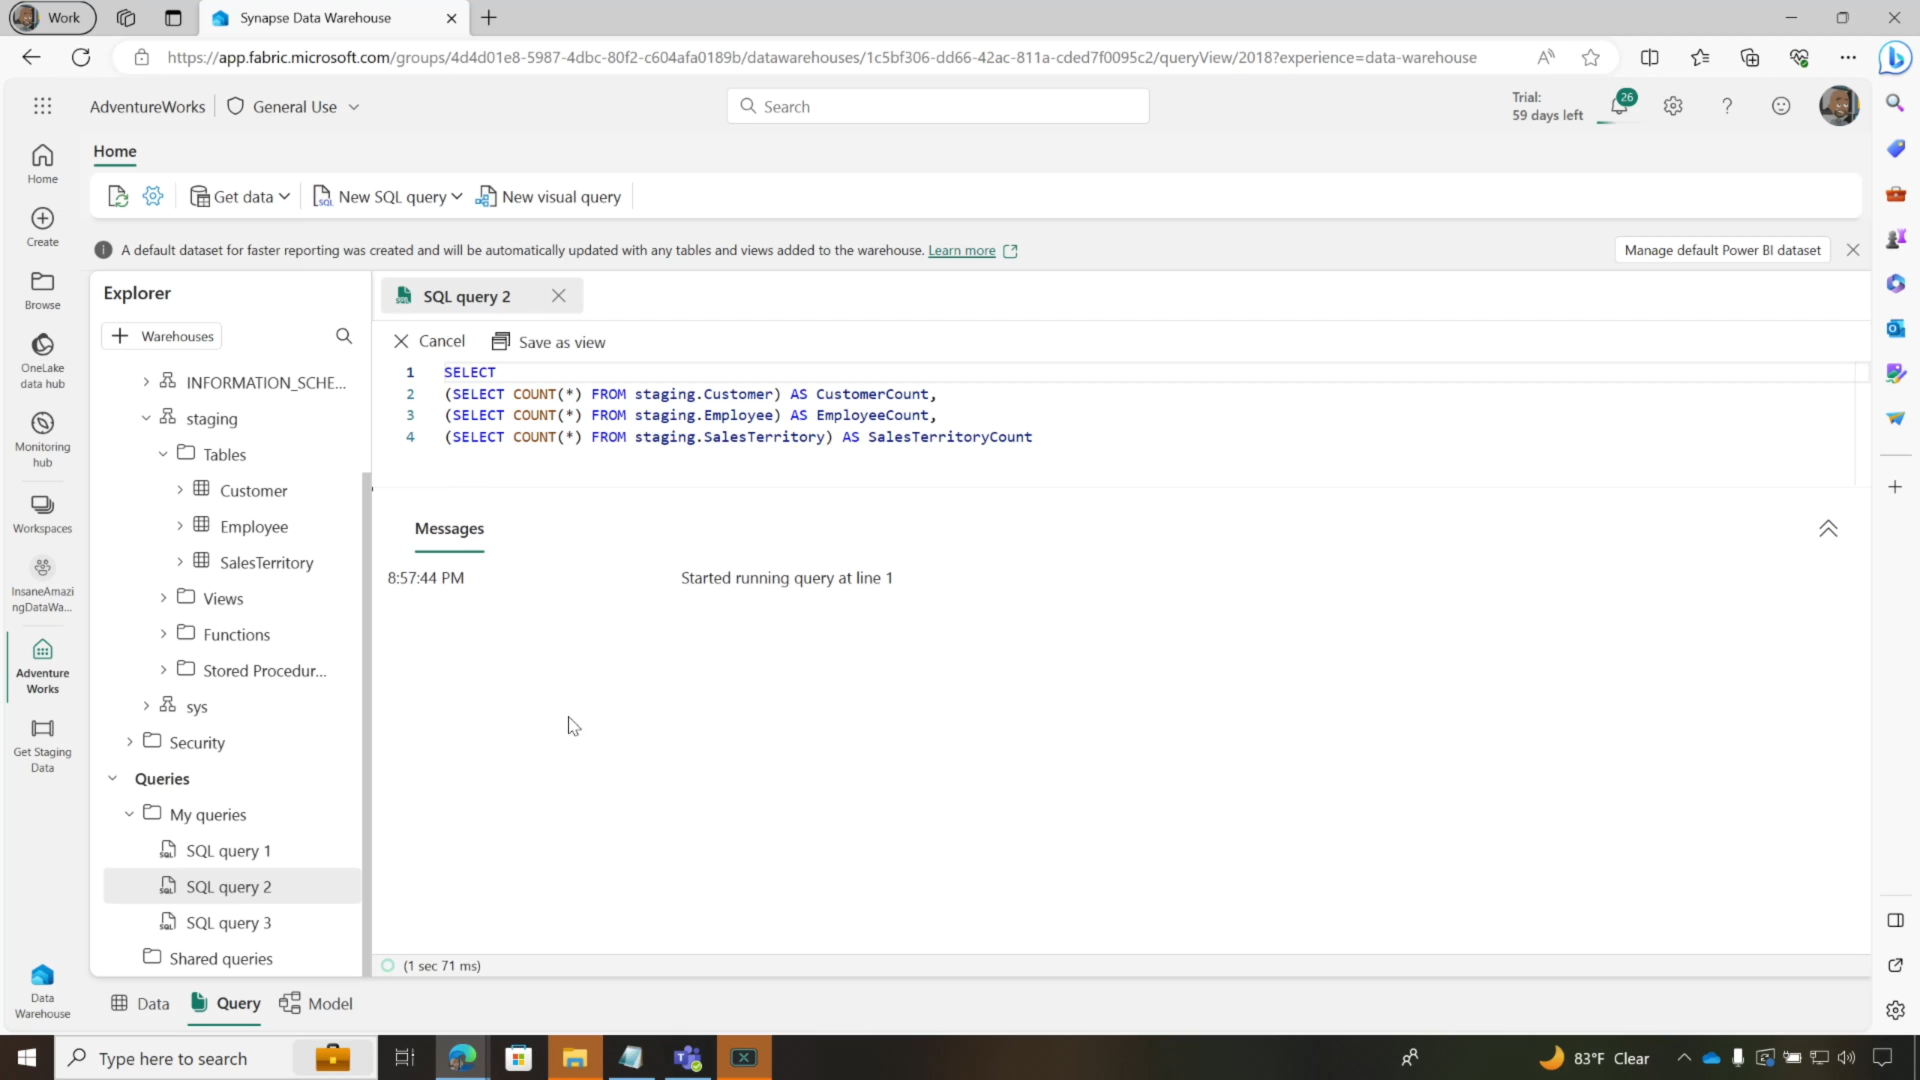 Work
Synapse Data Warehouse
https://app.fabric.microsoft.com/groups/4d4d01e8-5987-4dbc-80f2-c604afa0189b/datawarehouses/1c5bf306-dd66-42ac-811a-cded7f0095c2/queryView/2018?experience=data-warehouse
AdventureWorks
General Use
Search
Trial:
59 days left
26
Home
Get data
New SQL query
New visual query
A default dataset for faster reporting was created and will be automatically updated with any tables and views added to the warehouse. Learn more
Manage default Power BI dataset
Home
Create
Browse
OneLake
data hub
Monitoring
hub
Workspaces
InsaneAmazi
ngDataWa...
Adventure
Works
Get Staging
Data
Data
Warehouse
Explorer
Warehouses
INFORMATION_SCHE...
staging
Tables
Customer
Employee
SalesTerritory
Views
Functions
Stored Procedur...
sys
Security
Queries
My queries
SQL query 1
SQL query 2
SQL query 3
Shared queries
SQL query 2
Cancel
Save as view
1 SELECT
2 (SELECT COUNT(*) FROM staging.Customer) AS CustomerCount,
3 (SELECT COUNT(*) FROM staging.Employee) AS EmployeeCount,
4 (SELECT COUNT(*) FROM staging.SalesTerritory) AS SalesTerritoryCount
Messages
8:57:44 PM Started running query at line 1
(1 sec 71 ms)
Data
Query
Model
Type here to search
83°F Clear